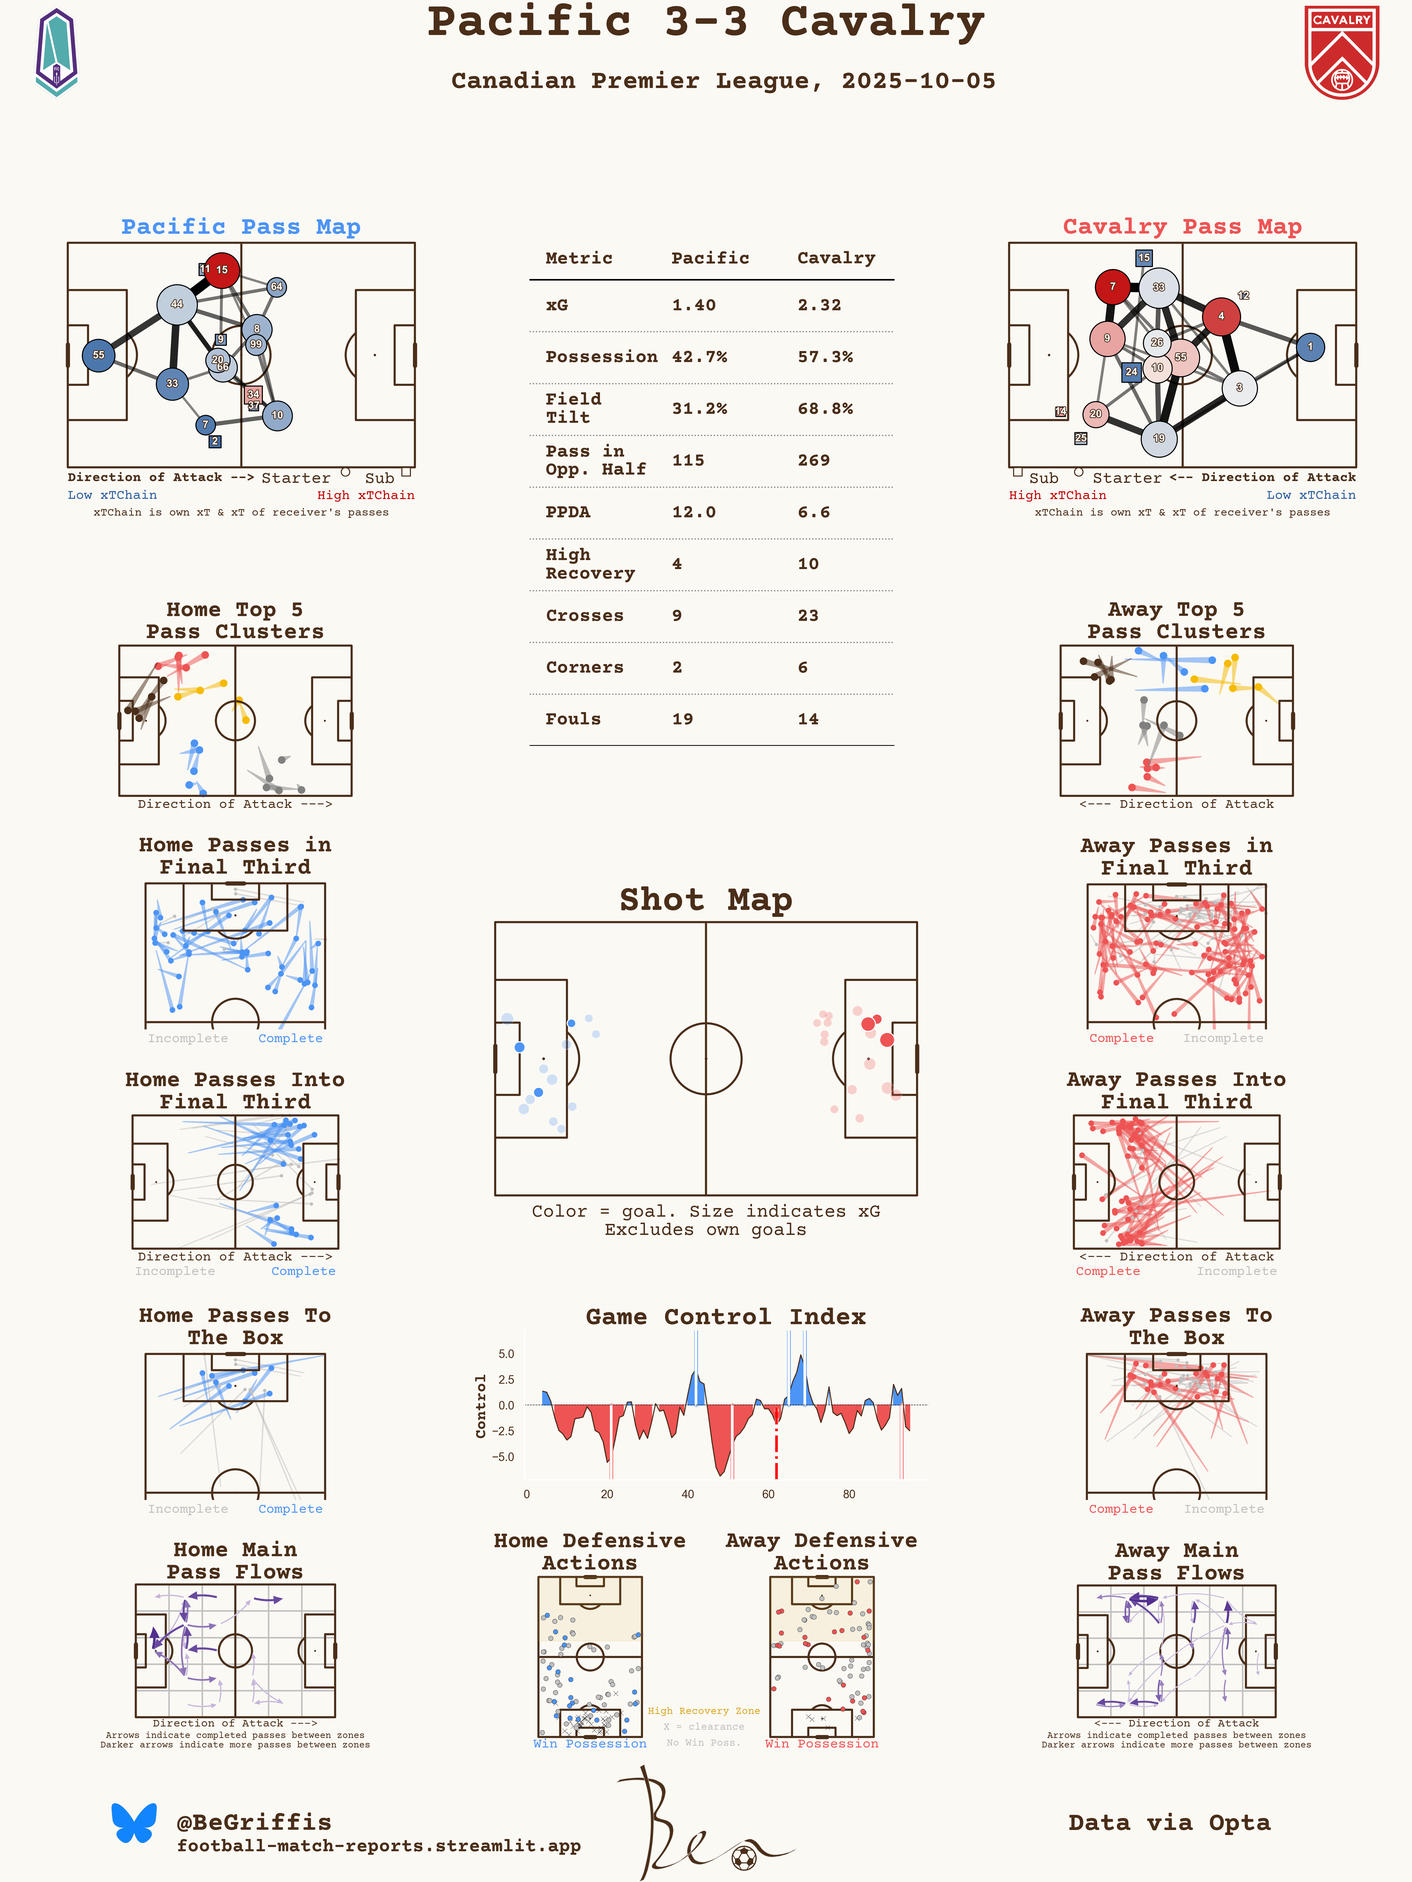 Pacific 3-3 Cavalry
CAVALRY
Canadian Premier League, 2025-10-05
Pacific Pass Map
11
15
64
44
8
9
99
55
20
66
33
34
37
7
10
2
Direction of Attack --> Starter Sub
Low xTChain High xTChain
xTChain is own xT & xT of receiver's passes
Metric Pacific Cavalry
xG 1.40 2.32
Possession 42.7% 57.3%
Field
Tilt 31.2% 68.8%
Pass in
Opp. Half 115 269
PPDA 12.0 6.6
High
Recovery 4 10
Crosses 9 23
Corners 2 6
Fouls 19 14
Cavalry Pass Map
15
7
33
12
4
9
26
1
55
24
10
3
14
20
25
19
Sub Starter <-- Direction of Attack
High xTChain Low xTChain
xTChain is own xT & xT of receiver's passes
Home Top 5
Pass Clusters
Direction of Attack --->
Away Top 5
Pass Clusters
<--- Direction of Attack
Home Passes in
Final Third
Incomplete Complete
Away Passes in
Final Third
Complete Incomplete
Shot Map
Color = goal. Size indicates xG
Excludes own goals
Home Passes Into
Final Third
Direction of Attack --->
Incomplete Complete
Away Passes Into
Final Third
<--- Direction of Attack
Complete Incomplete
Home Passes To
The Box
Incomplete Complete
Game Control Index
Control
5.0
2.5
0.0
−2.5
−5.0
0 20 40 60 80
Away Passes To
The Box
Complete Incomplete
Home Main
Pass Flows
Direction of Attack --->
Arrows indicate completed passes between zones
Darker arrows indicate more passes between zones
Home Defensive
Actions
Win Possession
High Recovery Zone
X = clearance
No Win Poss.
Away Defensive
Actions
Win Possession
Away Main
Pass Flows
<--- Direction of Attack
Arrows indicate completed passes between zones
Darker arrows indicate more passes between zones
@BeGriffis
football-match-reports.streamlit.app
Ben
Data via Opta